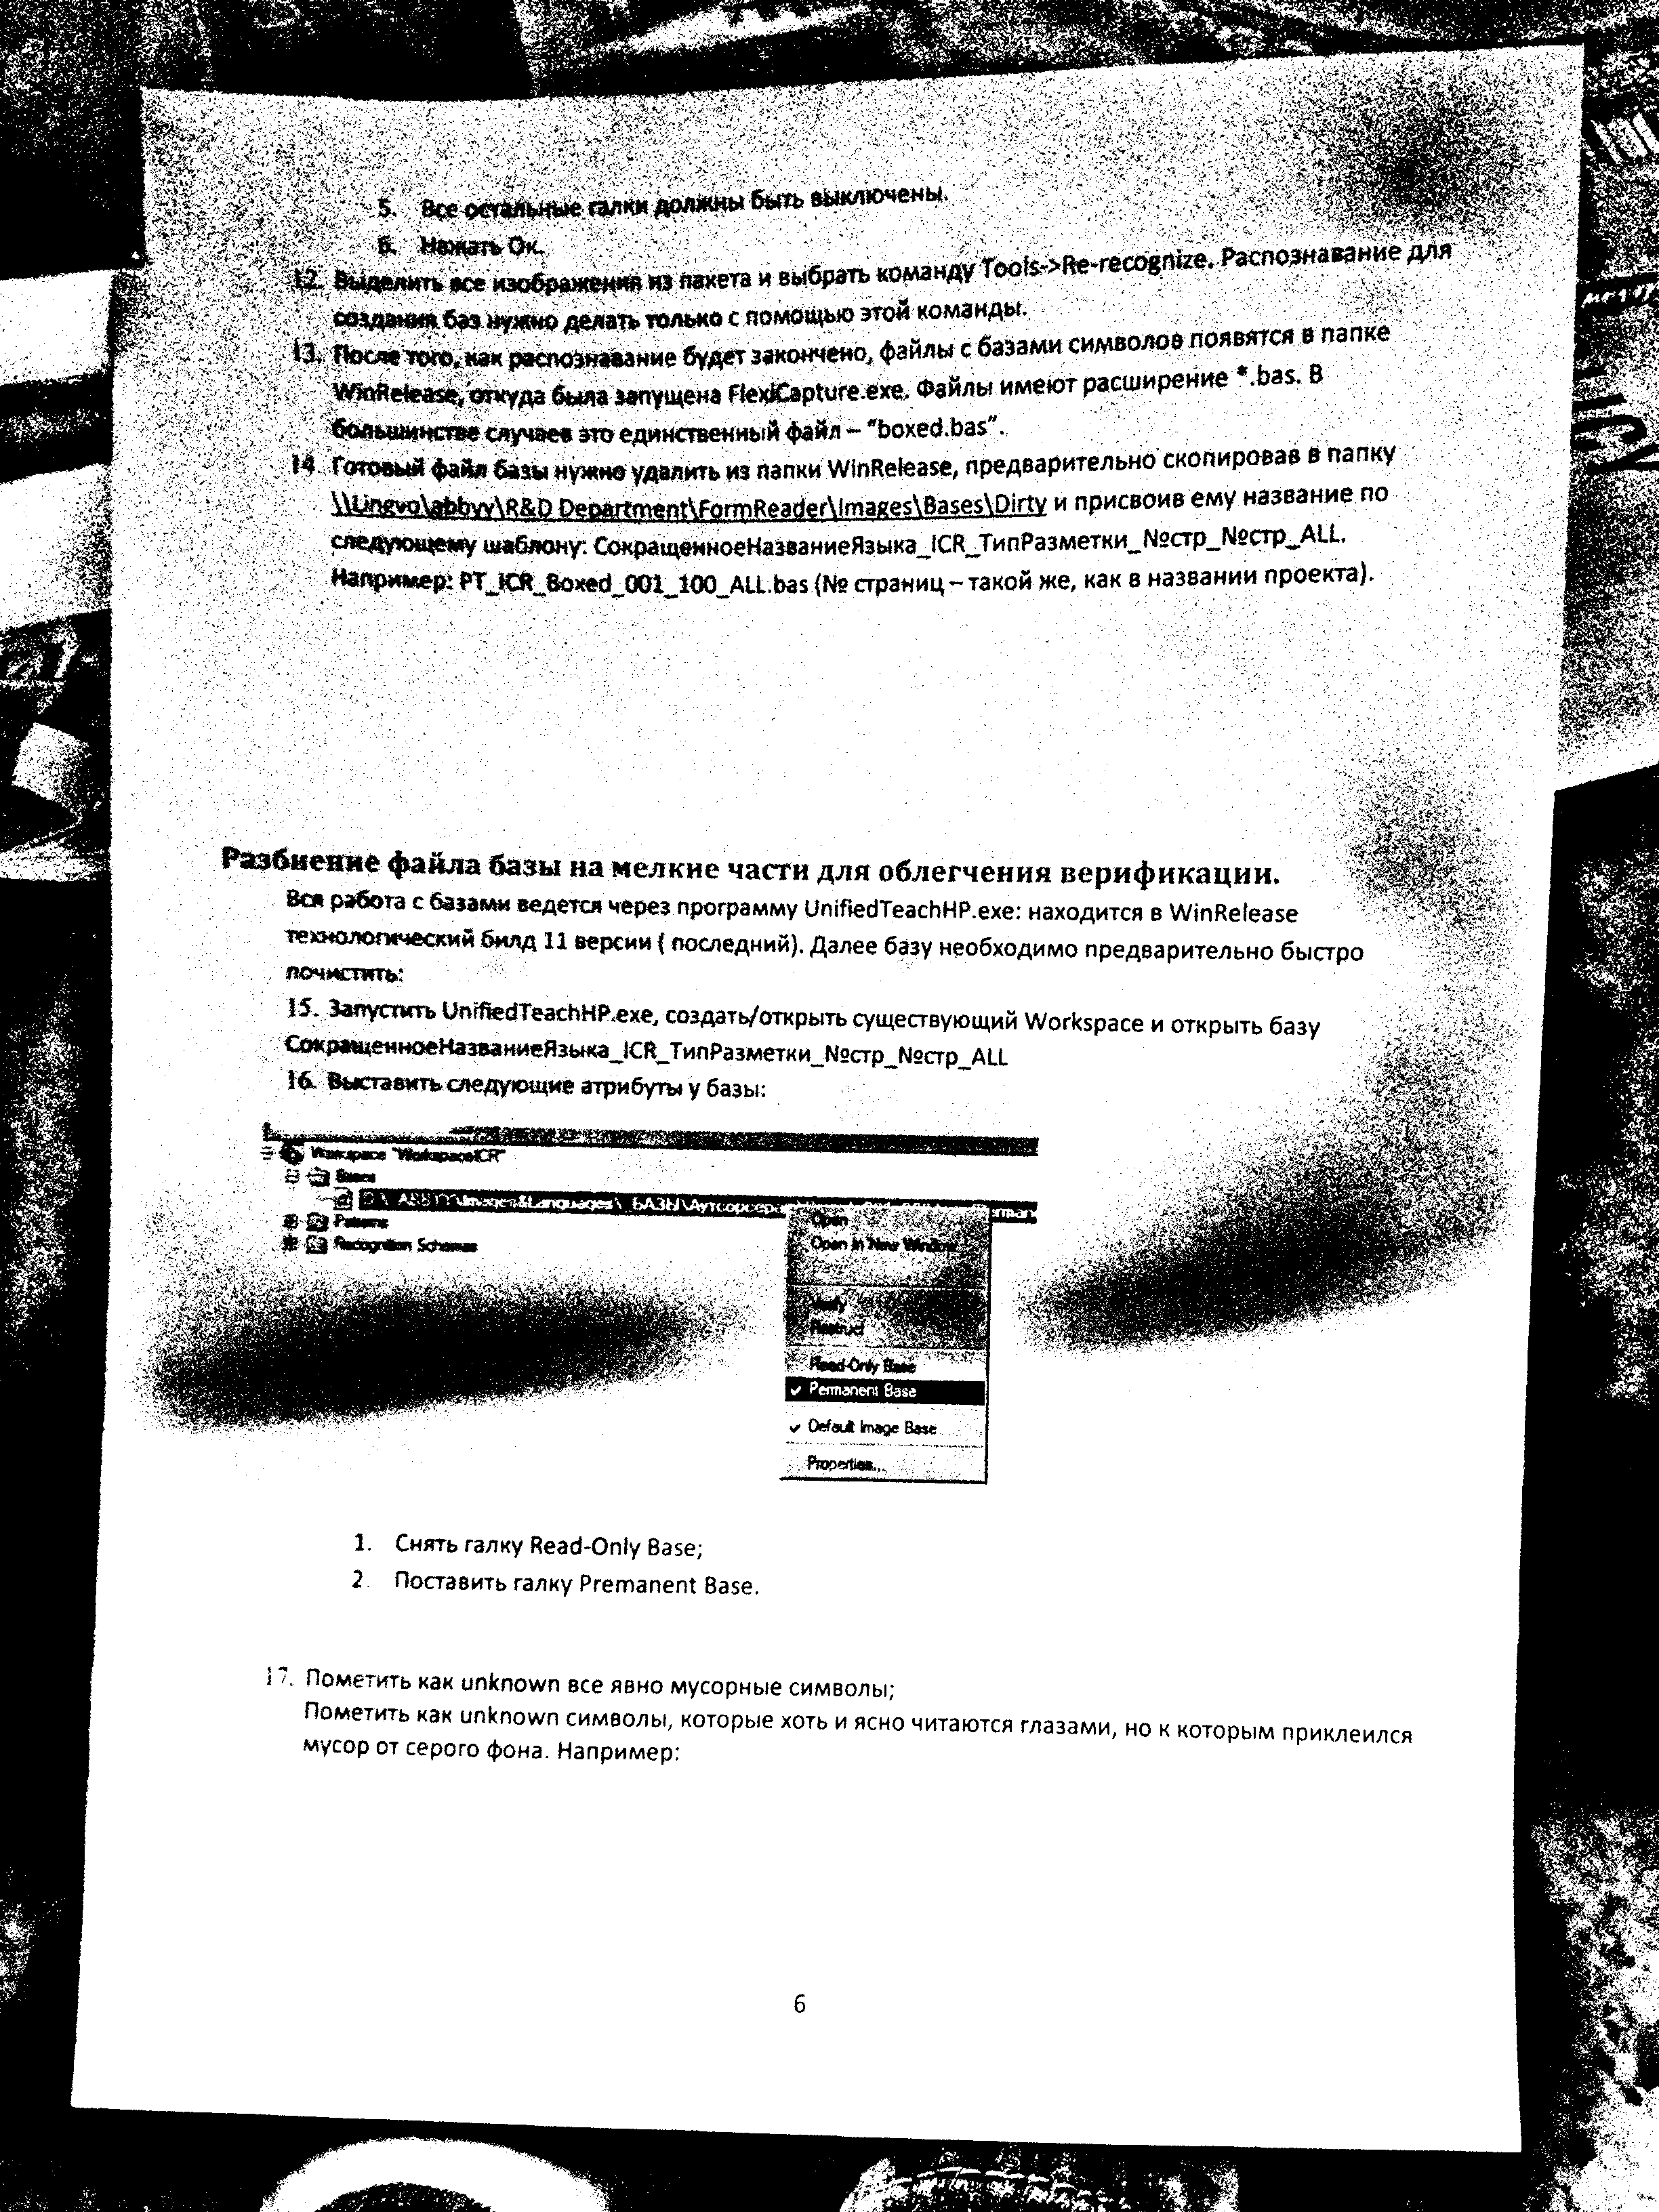 5. Все остальные галки должны быть выключены.
6. Нажать Ок.
12. Выделить все изображения из пакета и выбрать команду Tools->Re-recognize. Распознавание для
создания баз нужно делать только с помощью этой команды.
13. После того, как распознавание будет закончено, файлы с базами символов появятся в папке
WinRelease, откуда была запущена FlexiCapture.exe. Файлы имеют расширение *.bas. В
большинстве случаев это единственный файл – “boxed.bas”.
14. Готовый файл базы нужно удалить из папки WinRelease, предварительно скопировав в папку
\\Lingvo\abbyy\R&D Department\FormReader\Images\Bases\Dirty и присвоив ему название по
следующему шаблону: СокращенноеНазваниеЯзыка_ICR_ТипРазметки_№стр_№стр_ALL.
Например: PT_ICR_Boxed_001_100_ALL.bas (№ страниц – такой же, как в названии проекта).
Разбиение файла базы на мелкие части для облегчения верификации.
Вся работа с базами ведется через программу UnifiedTeachHP.exe: находится в WinRelease
технологический билд 11 версии ( последний). Далее базу необходимо предварительно быстро
почистить:
15. Запустить UnifiedTeachHP.exe, создать/открыть существующий Workspace и открыть базу
СокращенноеНазваниеЯзыка_ICR_ТипРазметки_№стр_№стр_ALL
16. Выставить следующие атрибуты у базы:
Workspace "WorkspaceICR"
Bases
ABBYY\Images&Languages\_БАЗЫ\Аутсорсера
Patterns
Recognition Schemas
Open
Open in New Window
Verify
Read-Only Base
Permanent Base
Default Image Base
Properties...
1. Снять галку Read-Only Base;
2. Поставить галку Premanent Base.
17. Пометить как unknown все явно мусорные символы;
Пометить как unknown символы, которые хоть и ясно читаются глазами, но к которым приклеился
мусор от серого фона. Например:
6